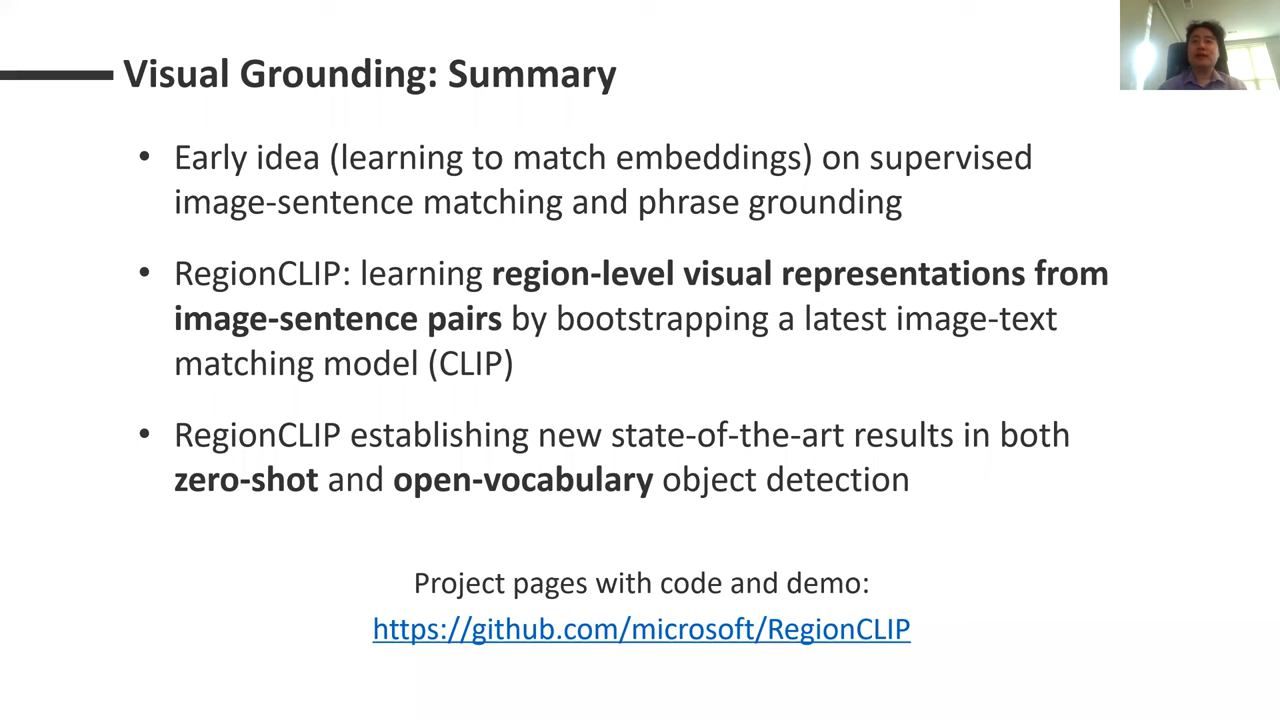 Visual Grounding: Summary
• Early idea (learning to match embeddings) on supervised
image-sentence matching and phrase grounding
• RegionCLIP: learning region-level visual representations from
image-sentence pairs by bootstrapping a latest image-text
matching model (CLIP)
• RegionCLIP establishing new state-of-the-art results in both
zero-shot and open-vocabulary object detection
Project pages with code and demo:
https://github.com/microsoft/RegionCLIP